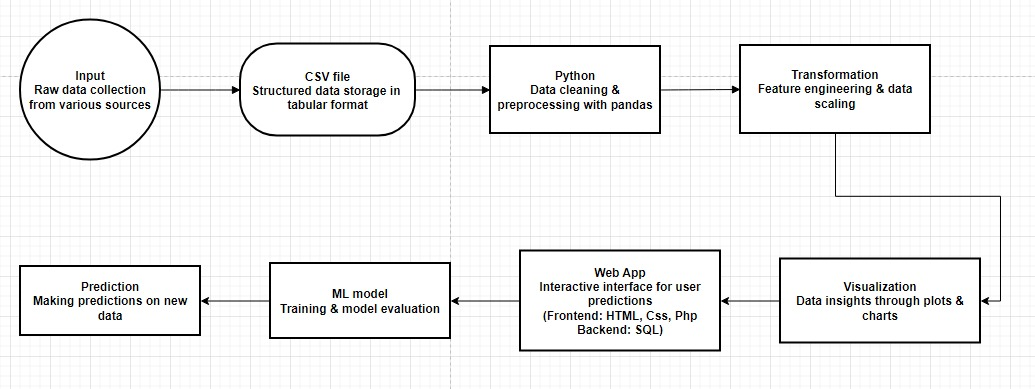 Input
Raw data collection
from various sources
CSV file
Structured data storage in
tabular format
Python
Data cleaning &
preprocessing with pandas
Transformation
Feature engineering & data
scaling
Prediction
Making predictions on new
data
ML model
Training & model evaluation
Web App
Interactive interface for user
predictions
(Frontend: HTML, Css, Php
Backend: SQL)
Visualization
Data insights through plots &
charts